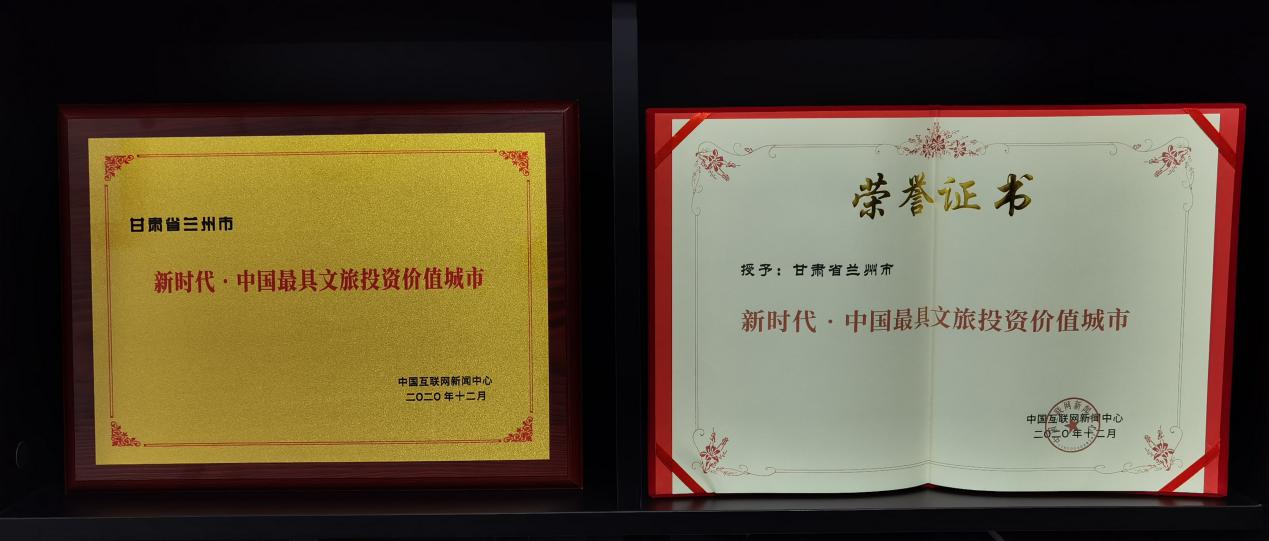 甘肃省兰州市
新时代·中国最具文旅投资价值城市
中国互联网新闻中心
二〇二〇年十二月
荣誉证书
授予：甘肃省兰州市
新时代·中国最具文旅投资价值城市
中国互联网新闻中心
二〇二〇年十二月